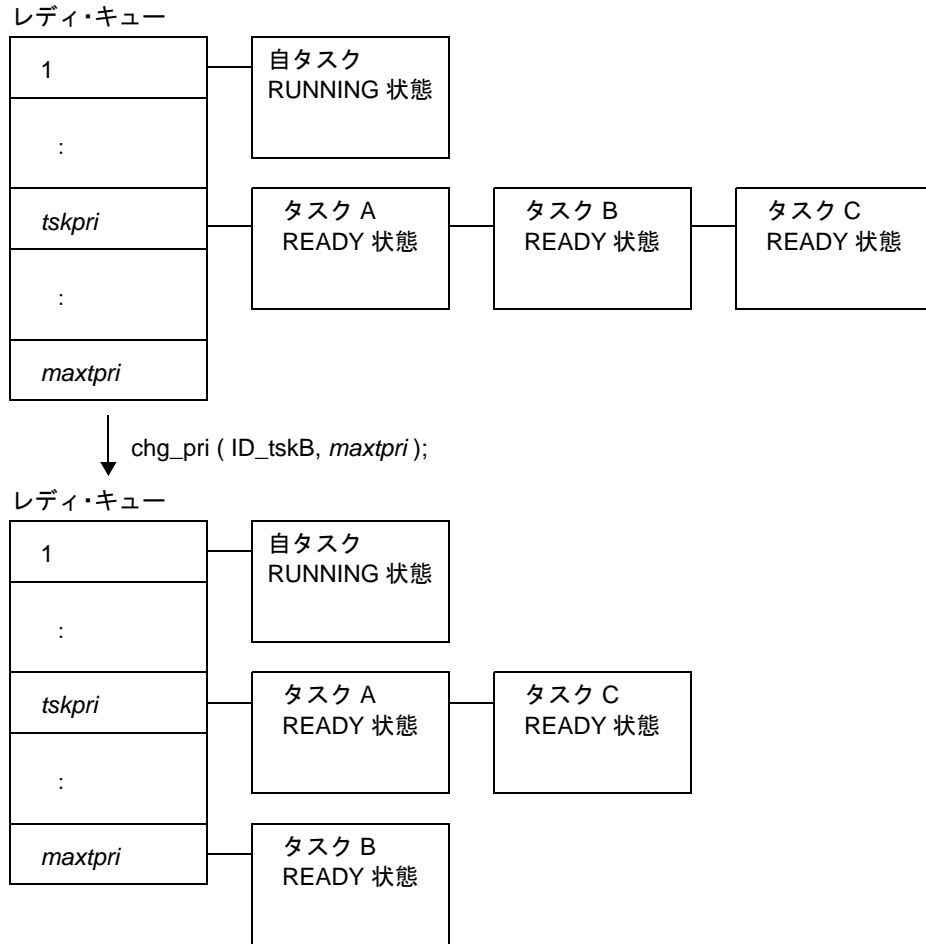 レディ・キュー
1
自タスク
RUNNING 状態
:
tskpri
タスク A
READY 状態
タスク B
READY 状態
タスク C
READY 状態
:
maxtpri
chg_pri ( ID_tskB, maxtpri );
レディ・キュー
1
自タスク
RUNNING 状態
:
tskpri
タスク A
READY 状態
タスク C
READY 状態
:
maxtpri
タスク B
READY 状態